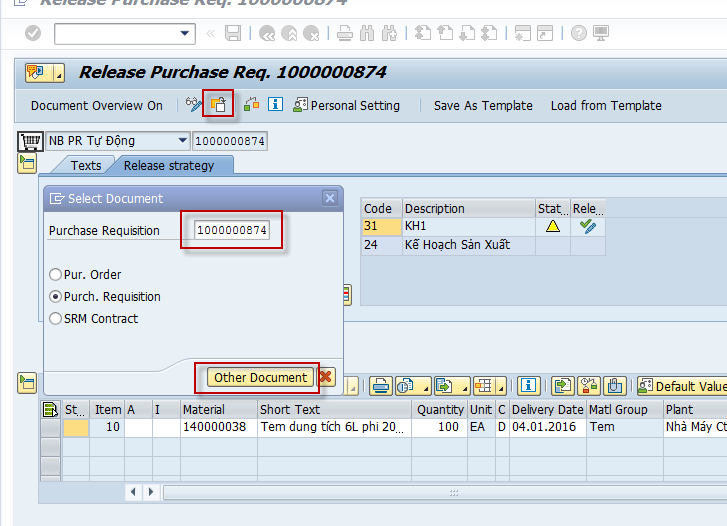 Release Purchase Req. 1000000874
Release Purchase Req. 1000000874
Document Overview On
Personal Setting
Save As Template
Load from Template
NB PR Tự Động
1000000874
Texts
Release strategy
Select Document
Purchase Requisition
1000000874
Pur. Order
Purch. Requisition
SRM Contract
Other Document
Code Description Stat... Rele...
31 KH1
24 Kế Hoạch Sản Xuất
Default Value
St... Item A I Material Short Text Quantity Unit C Delivery Date Matl Group Plant
10 140000038 Tem dung tích 6L phi 20... 100 EA D 04.01.2016 Tem Nhà Máy Ct